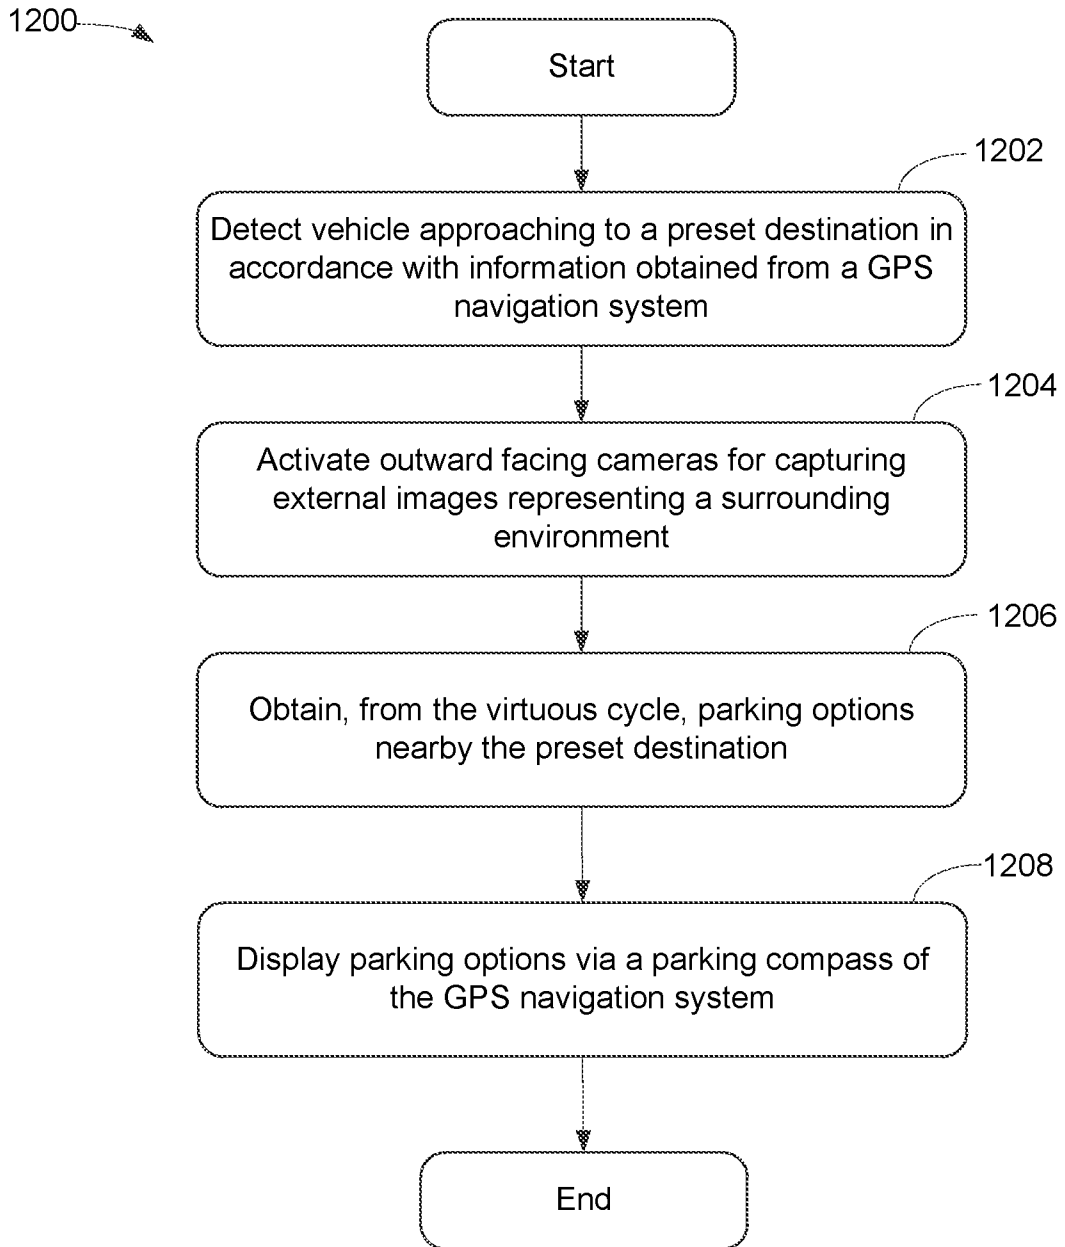 1200
Start
1202
Detect vehicle approaching to a preset destination in
accordance with information obtained from a GPS
navigation system
1204
Activate outward facing cameras for capturing
external images representing a surrounding
environment
1206
Obtain, from the virtuous cycle, parking options
nearby the preset destination
1208
Display parking options via a parking compass of
the GPS navigation system
End